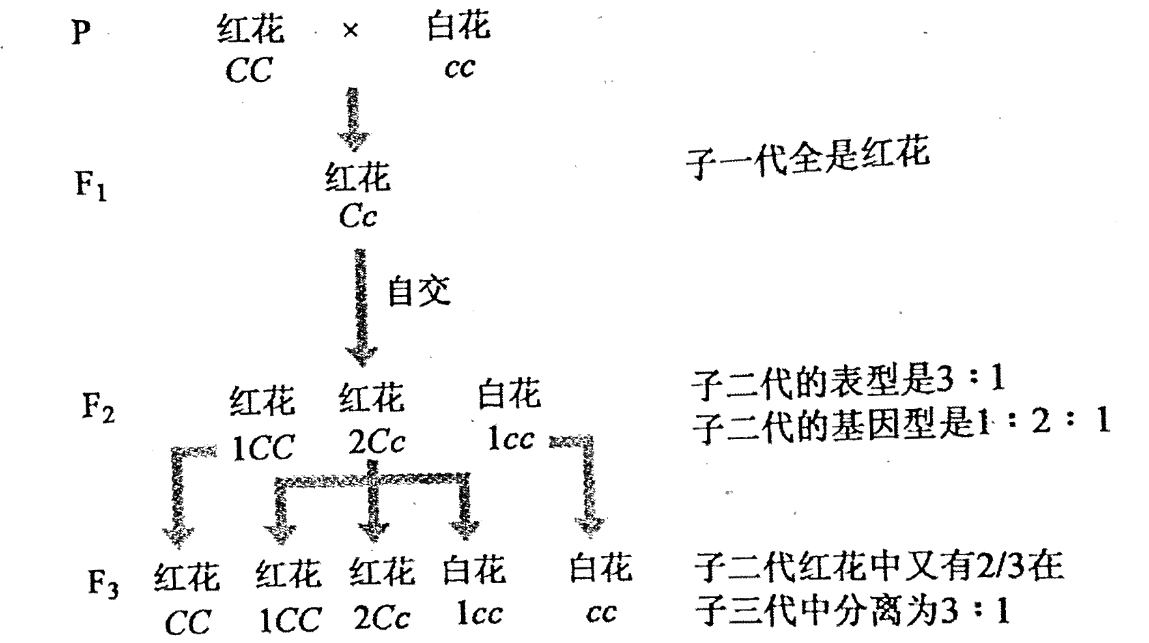 P 红花 × 白花
CC cc
子一代全是红花
F1 红花
Cc
自交
子二代的表型是3：1
F2 红花 红花 白花
子二代的基因型是1：2：1
1CC 2Cc 1cc
F3 红花 红花 红花 白花 白花 子二代红花中又有2/3在
CC 1CC 2Cc 1cc cc 子三代中分离为3：1